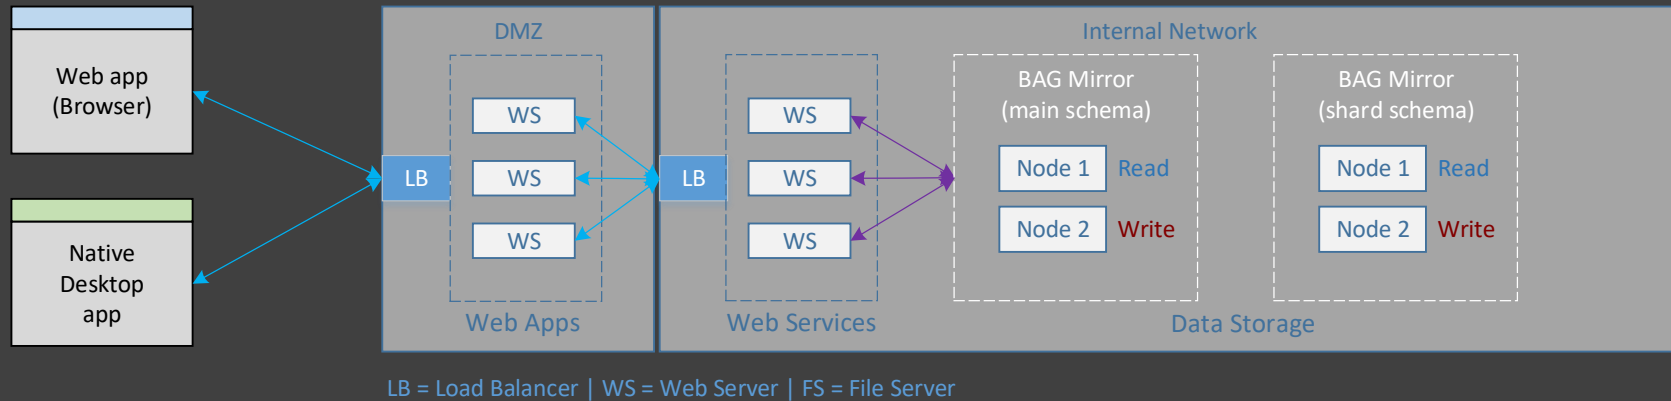 Web app
(Browser)
Native
Desktop
app
DMZ
LB
WS
WS
WS
Web Apps
Internal Network
LB
WS
WS
WS
Web Services
BAG Mirror
(main schema)
Node 1 Read
Node 2 Write
BAG Mirror
(shard schema)
Node 1 Read
Node 2 Write
Data Storage
LB = Load Balancer | WS = Web Server | FS = File Server